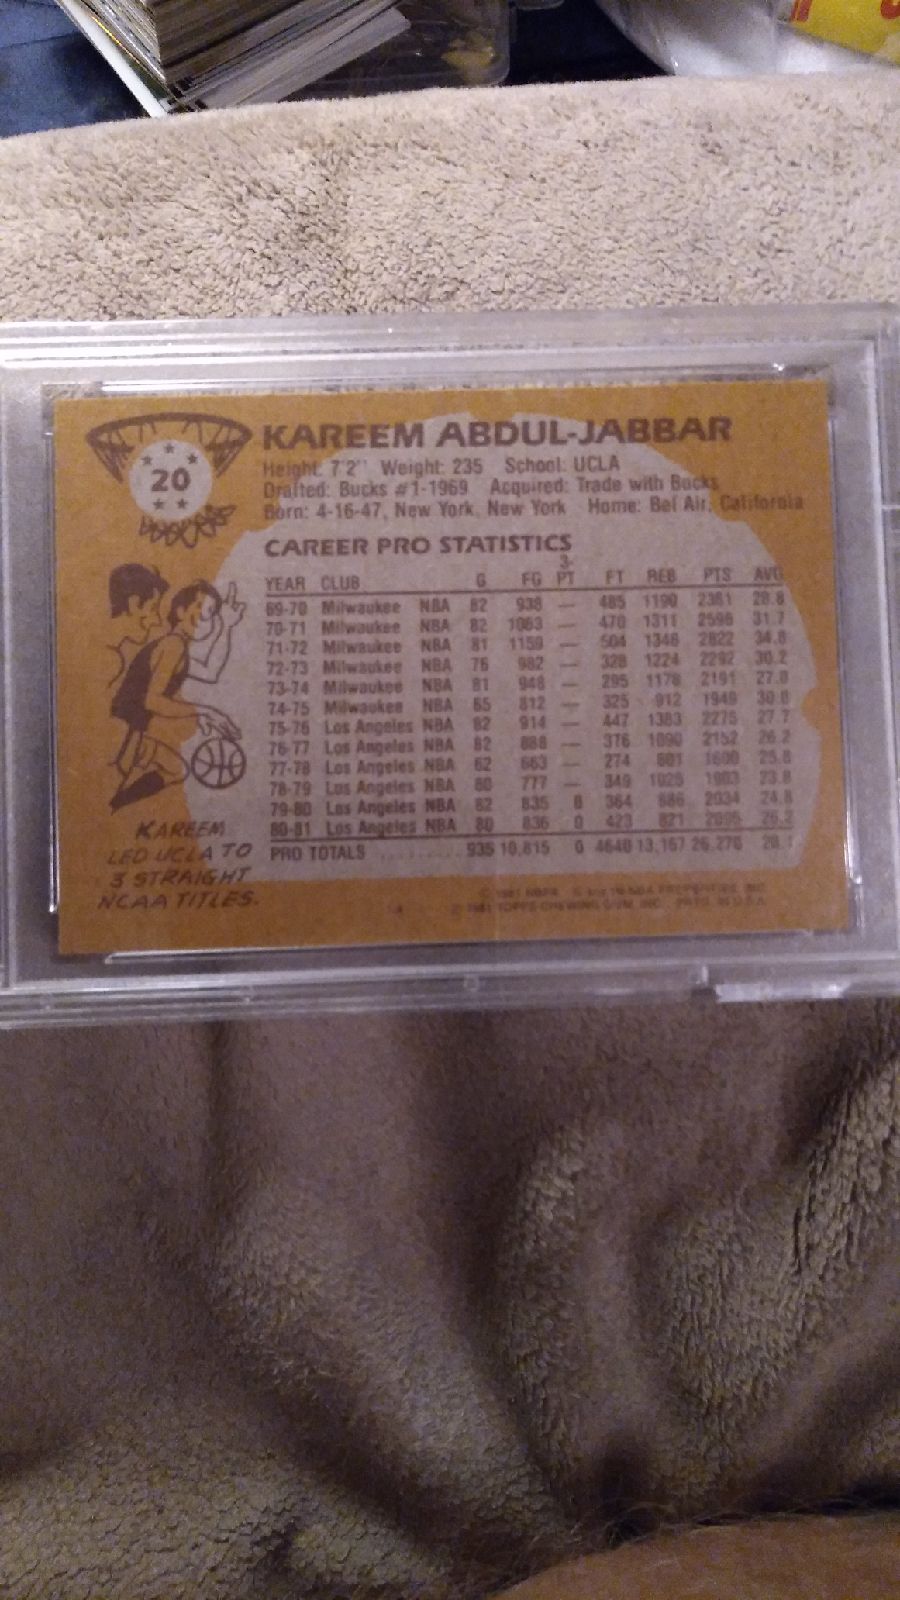 20
KAREEM ABDUL-JABBAR
Height: 7'2" Weight: 235 School: UCLA
Drafted: Bucks #1-1969 Acquired: Trade with Bucks
Born: 4-16-47, New York, New York Home: Bel Air, California
CAREER PRO STATISTICS
YEAR CLUB G FG 3-PT FT REB PTS AVG
69-70 Milwaukee NBA 82 938 — 485 1190 2361 28.8
70-71 Milwaukee NBA 82 1063 — 470 1311 2596 31.7
71-72 Milwaukee NBA 81 1159 — 504 1346 2822 34.8
72-73 Milwaukee NBA 76 982 — 328 1224 2292 30.2
73-74 Milwaukee NBA 81 948 — 295 1178 2191 27.0
74-75 Milwaukee NBA 65 812 — 325 912 1949 30.0
75-76 Los Angeles NBA 82 914 — 447 1383 2275 27.7
76-77 Los Angeles NBA 82 888 — 376 1090 2152 26.2
77-78 Los Angeles NBA 62 663 — 274 801 1600 25.8
78-79 Los Angeles NBA 80 777 — 349 1025 1903 23.8
79-80 Los Angeles NBA 82 835 0 364 886 2034 24.8
80-81 Los Angeles NBA 80 836 0 423 821 2095 26.2
PRO TOTALS ......... 935 10,815 0 4640 13,167 26,270 28.1
KAREEM
LED UCLA TO
3 STRAIGHT
NCAA TITLES.
© 1981 TOPPS CHEWING GUM, INC. PRTD. IN U.S.A.